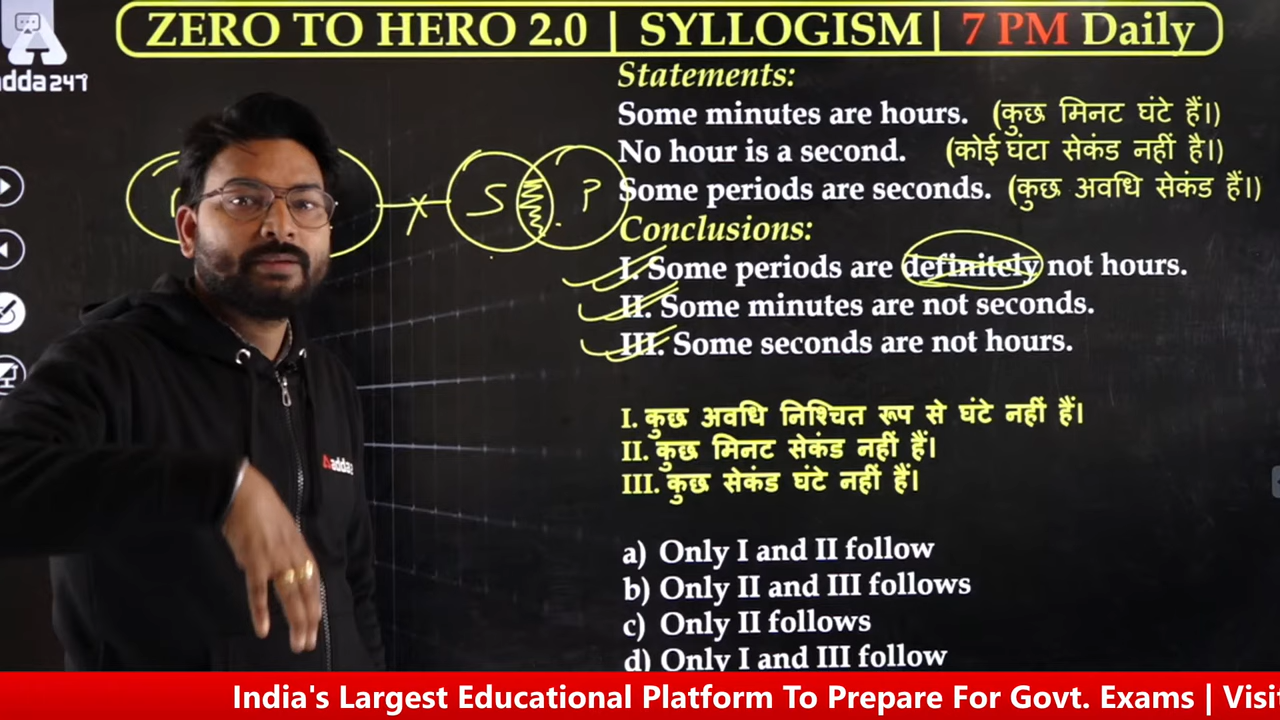 ZERO TO HERO 2.0 | SYLLOGISM | 7 PM Daily
adda247
Statements:
Some minutes are hours. (कुछ मिनट घंटे हैं।)
No hour is a second. (कोई घंटा सेकंड नहीं है।)
Some periods are seconds. (कुछ अवधि सेकंड हैं।)
S P
Conclusions:
I. Some periods are definitely not hours.
II. Some minutes are not seconds.
III. Some seconds are not hours.
I. कुछ अवधि निश्चित रूप से घंटे नहीं हैं।
II. कुछ मिनट सेकंड नहीं हैं।
III. कुछ सेकंड घंटे नहीं हैं।
adda
a) Only I and II follow
b) Only II and III follows
c) Only II follows
d) Only I and III follow
India's Largest Educational Platform To Prepare For Govt. Exams | Visi